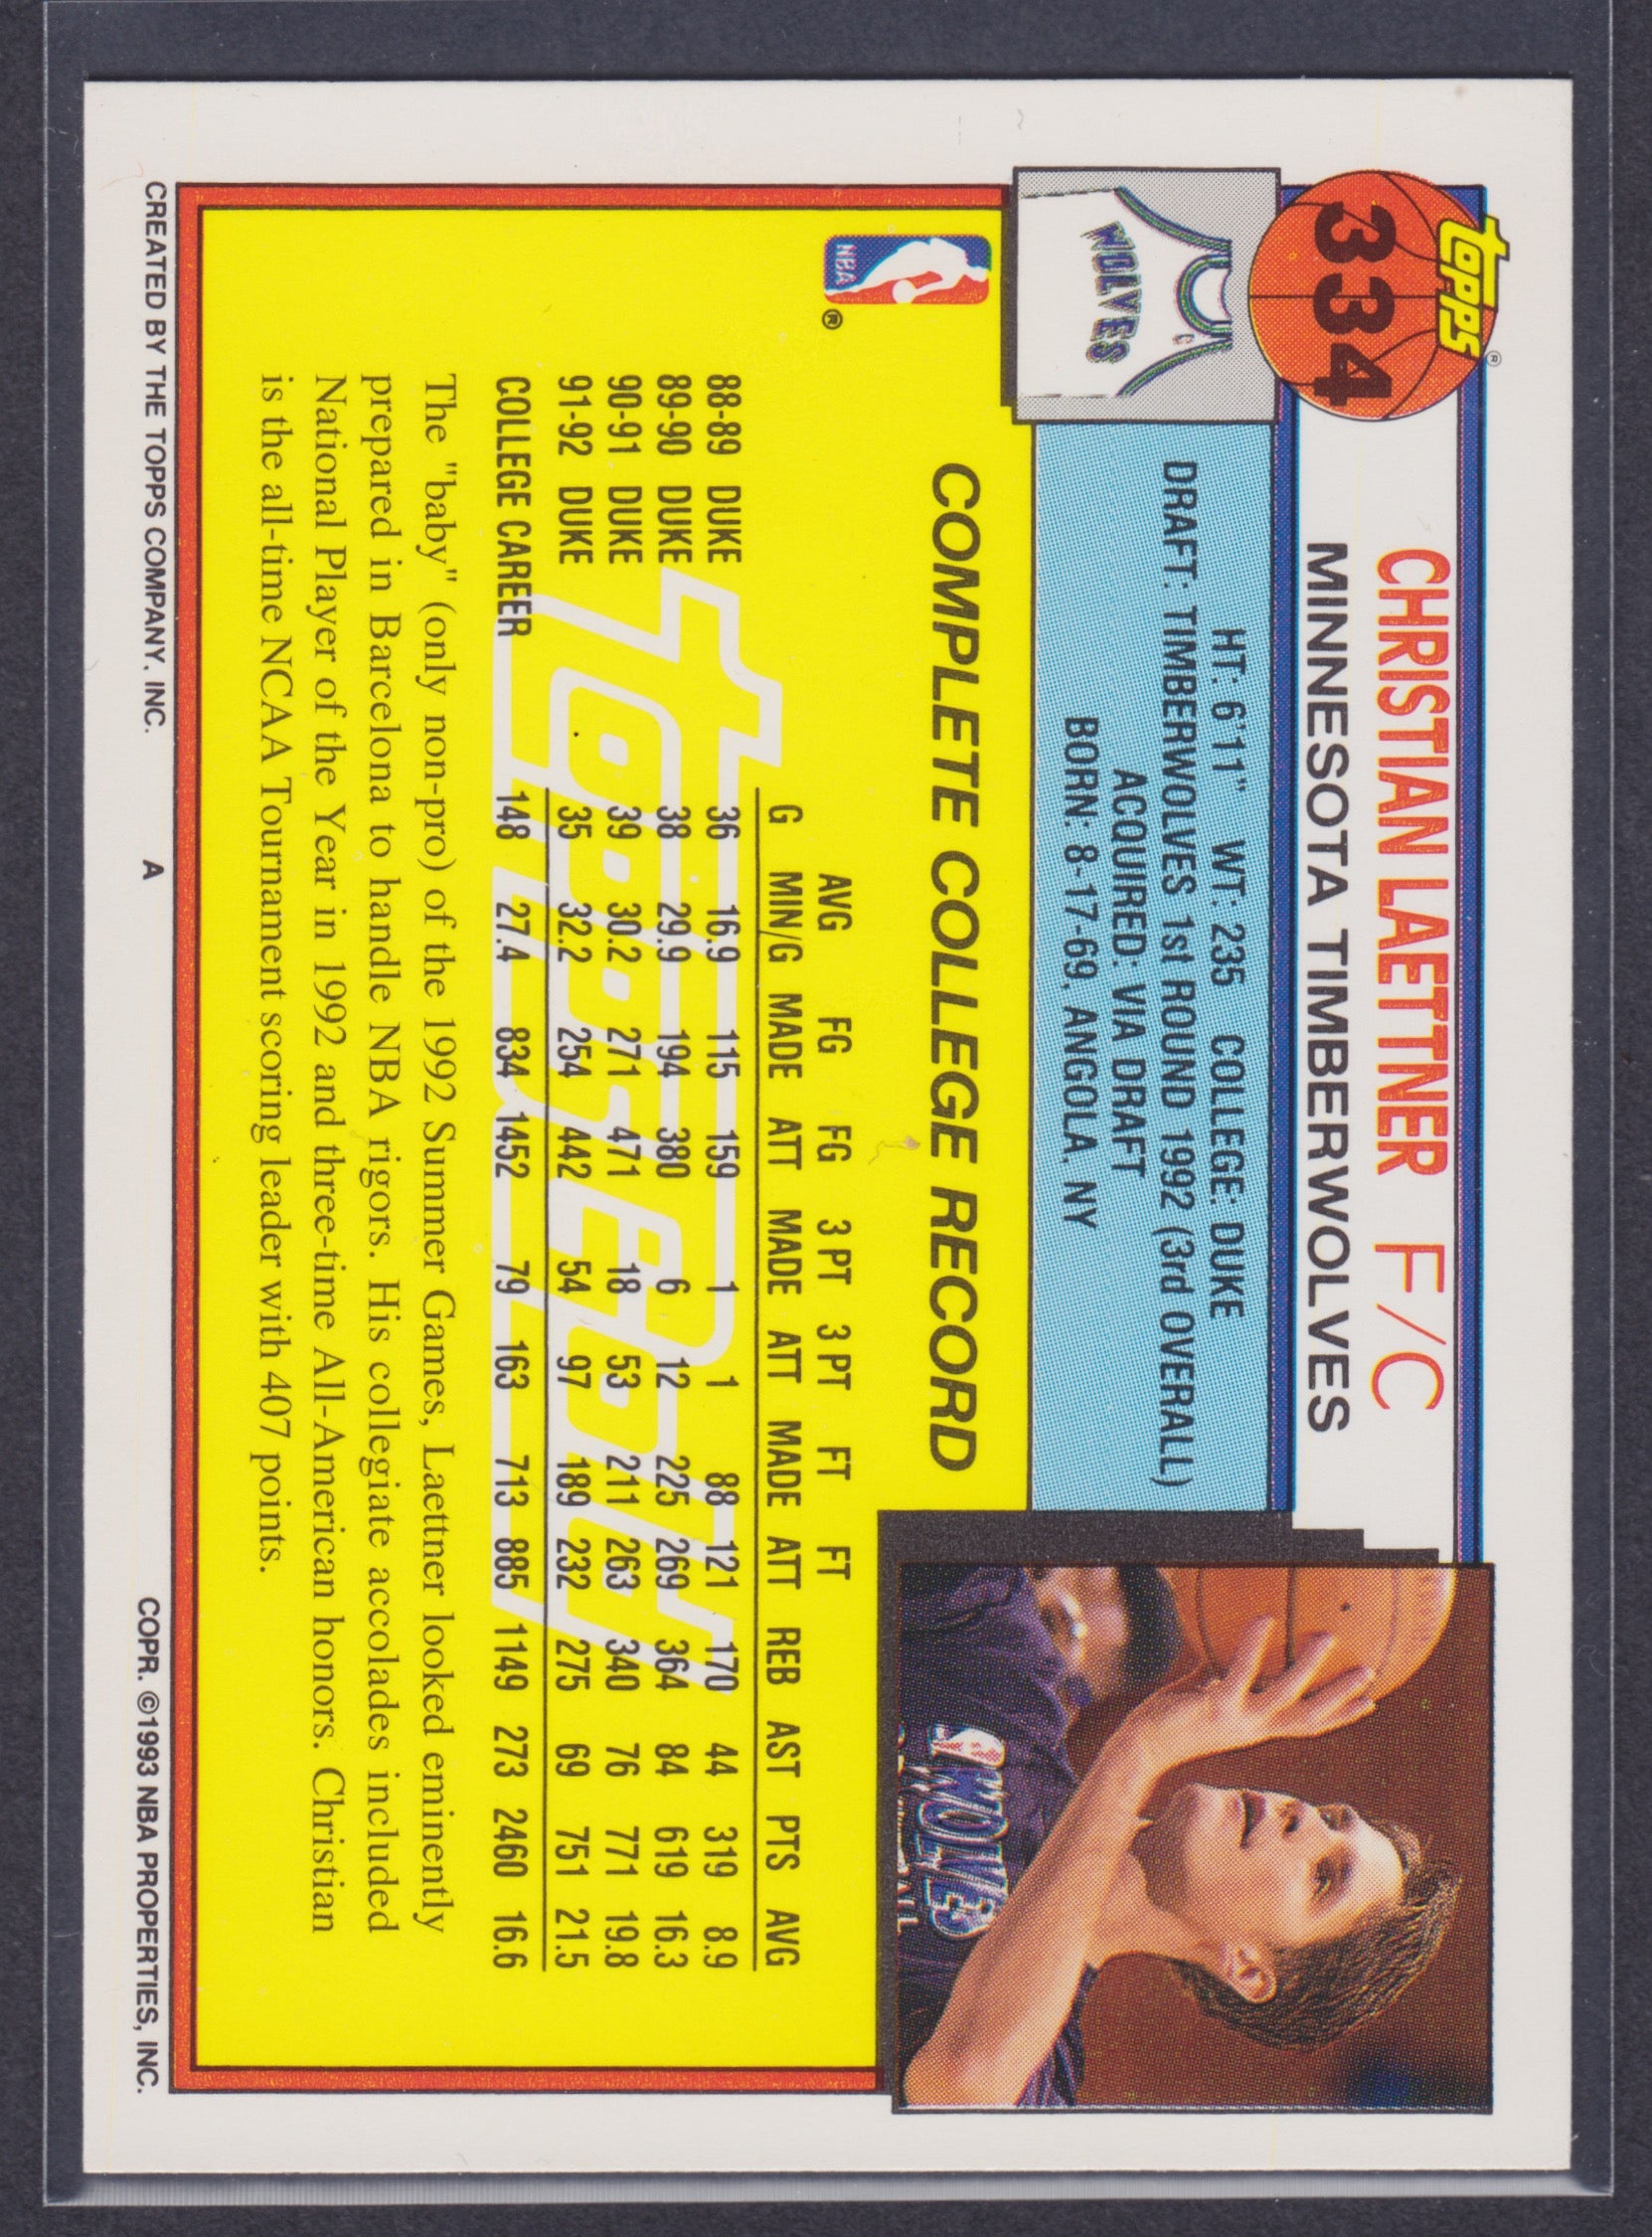 topps®
334
CHRISTIAN LAETTNER F/C
MINNESOTA TIMBERWOLVES
WOLVES
HT: 6'11" WT: 235 COLLEGE: DUKE
DRAFT: TIMBERWOLVES 1st ROUND 1992 (3rd OVERALL)
ACQUIRED: VIA DRAFT
BORN: 8-17-69, ANGOLA, NY
WOLVES
NBA ®
COMPLETE COLLEGE RECORD
AVG FG FG 3 PT 3 PT FT FT
G MIN/G MADE ATT MADE ATT MADE ATT REB AST PTS AVG
88-89 DUKE 36 16.9 115 159 1 1 88 121 170 44 319 8.9
89-90 DUKE 38 29.9 194 380 6 12 225 269 364 84 619 16.3
90-91 DUKE 39 30.2 271 471 18 53 211 263 340 76 771 19.8
91-92 DUKE 35 32.2 254 442 54 97 189 232 275 69 751 21.5
COLLEGE CAREER 148 27.4 834 1452 79 163 713 885 1149 273 2460 16.6
topps Gold
The "baby" (only non-pro) of the 1992 Summer Games, Laettner looked eminently
prepared in Barcelona to handle NBA rigors. His collegiate accolades included
National Player of the Year in 1992 and three-time All-American honors. Christian
is the all-time NCAA Tournament scoring leader with 407 points.
CREATED BY THE TOPPS COMPANY, INC. A COPR. ©1993 NBA PROPERTIES, INC.